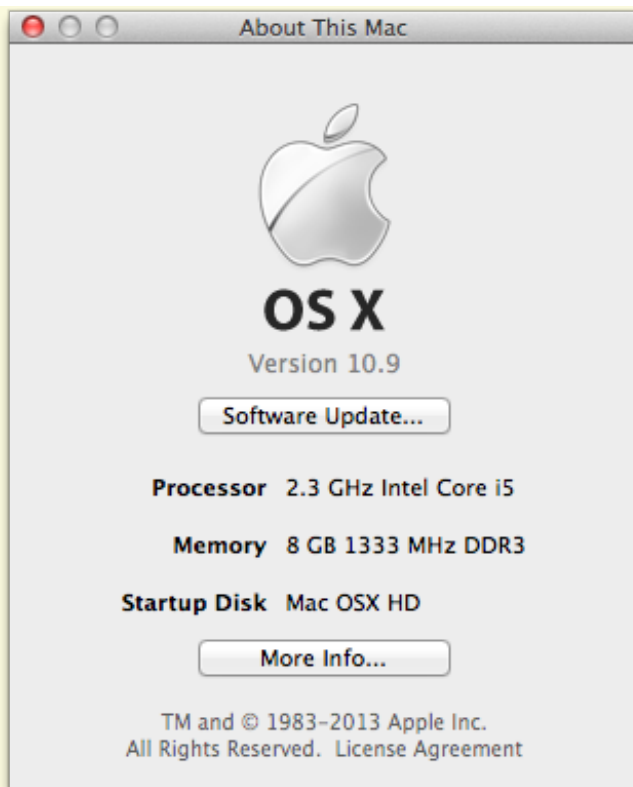 About This Mac
OS X
Version 10.9
Software Update...
Processor 2.3 GHz Intel Core i5
Memory 8 GB 1333 MHz DDR3
Startup Disk Mac OSX HD
More Info...
TM and © 1983–2013 Apple Inc.
All Rights Reserved. License Agreement